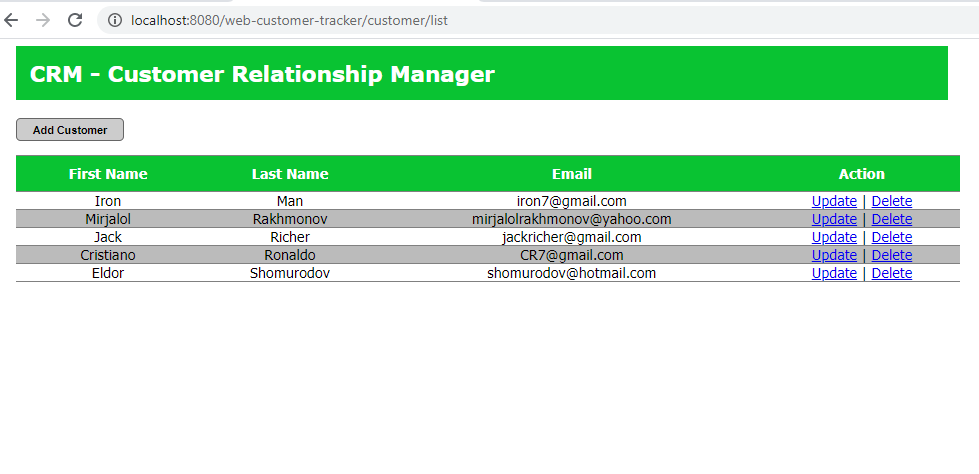 localhost:8080/web-customer-tracker/customer/list
CRM - Customer Relationship Manager
Add Customer
First Name Last Name Email Action
Iron Man iron7@gmail.com Update | Delete
Mirjalol Rakhmonov mirjalolrakhmonov@yahoo.com Update | Delete
Jack Richer jackricher@gmail.com Update | Delete
Cristiano Ronaldo CR7@gmail.com Update | Delete
Eldor Shomurodov shomurodov@hotmail.com Update | Delete